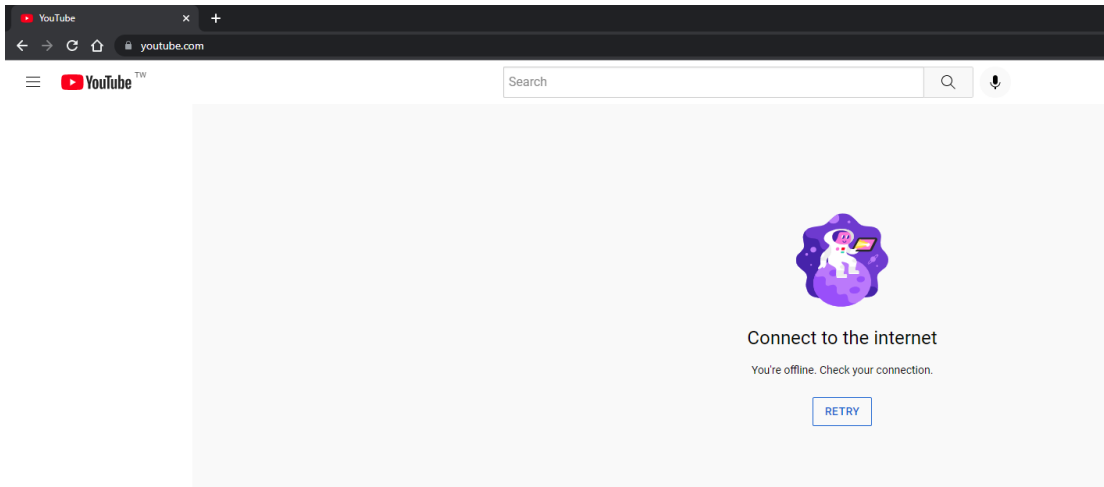 YouTube
youtube.com
YouTube TW
Search
Connect to the internet
You're offline. Check your connection.
RETRY